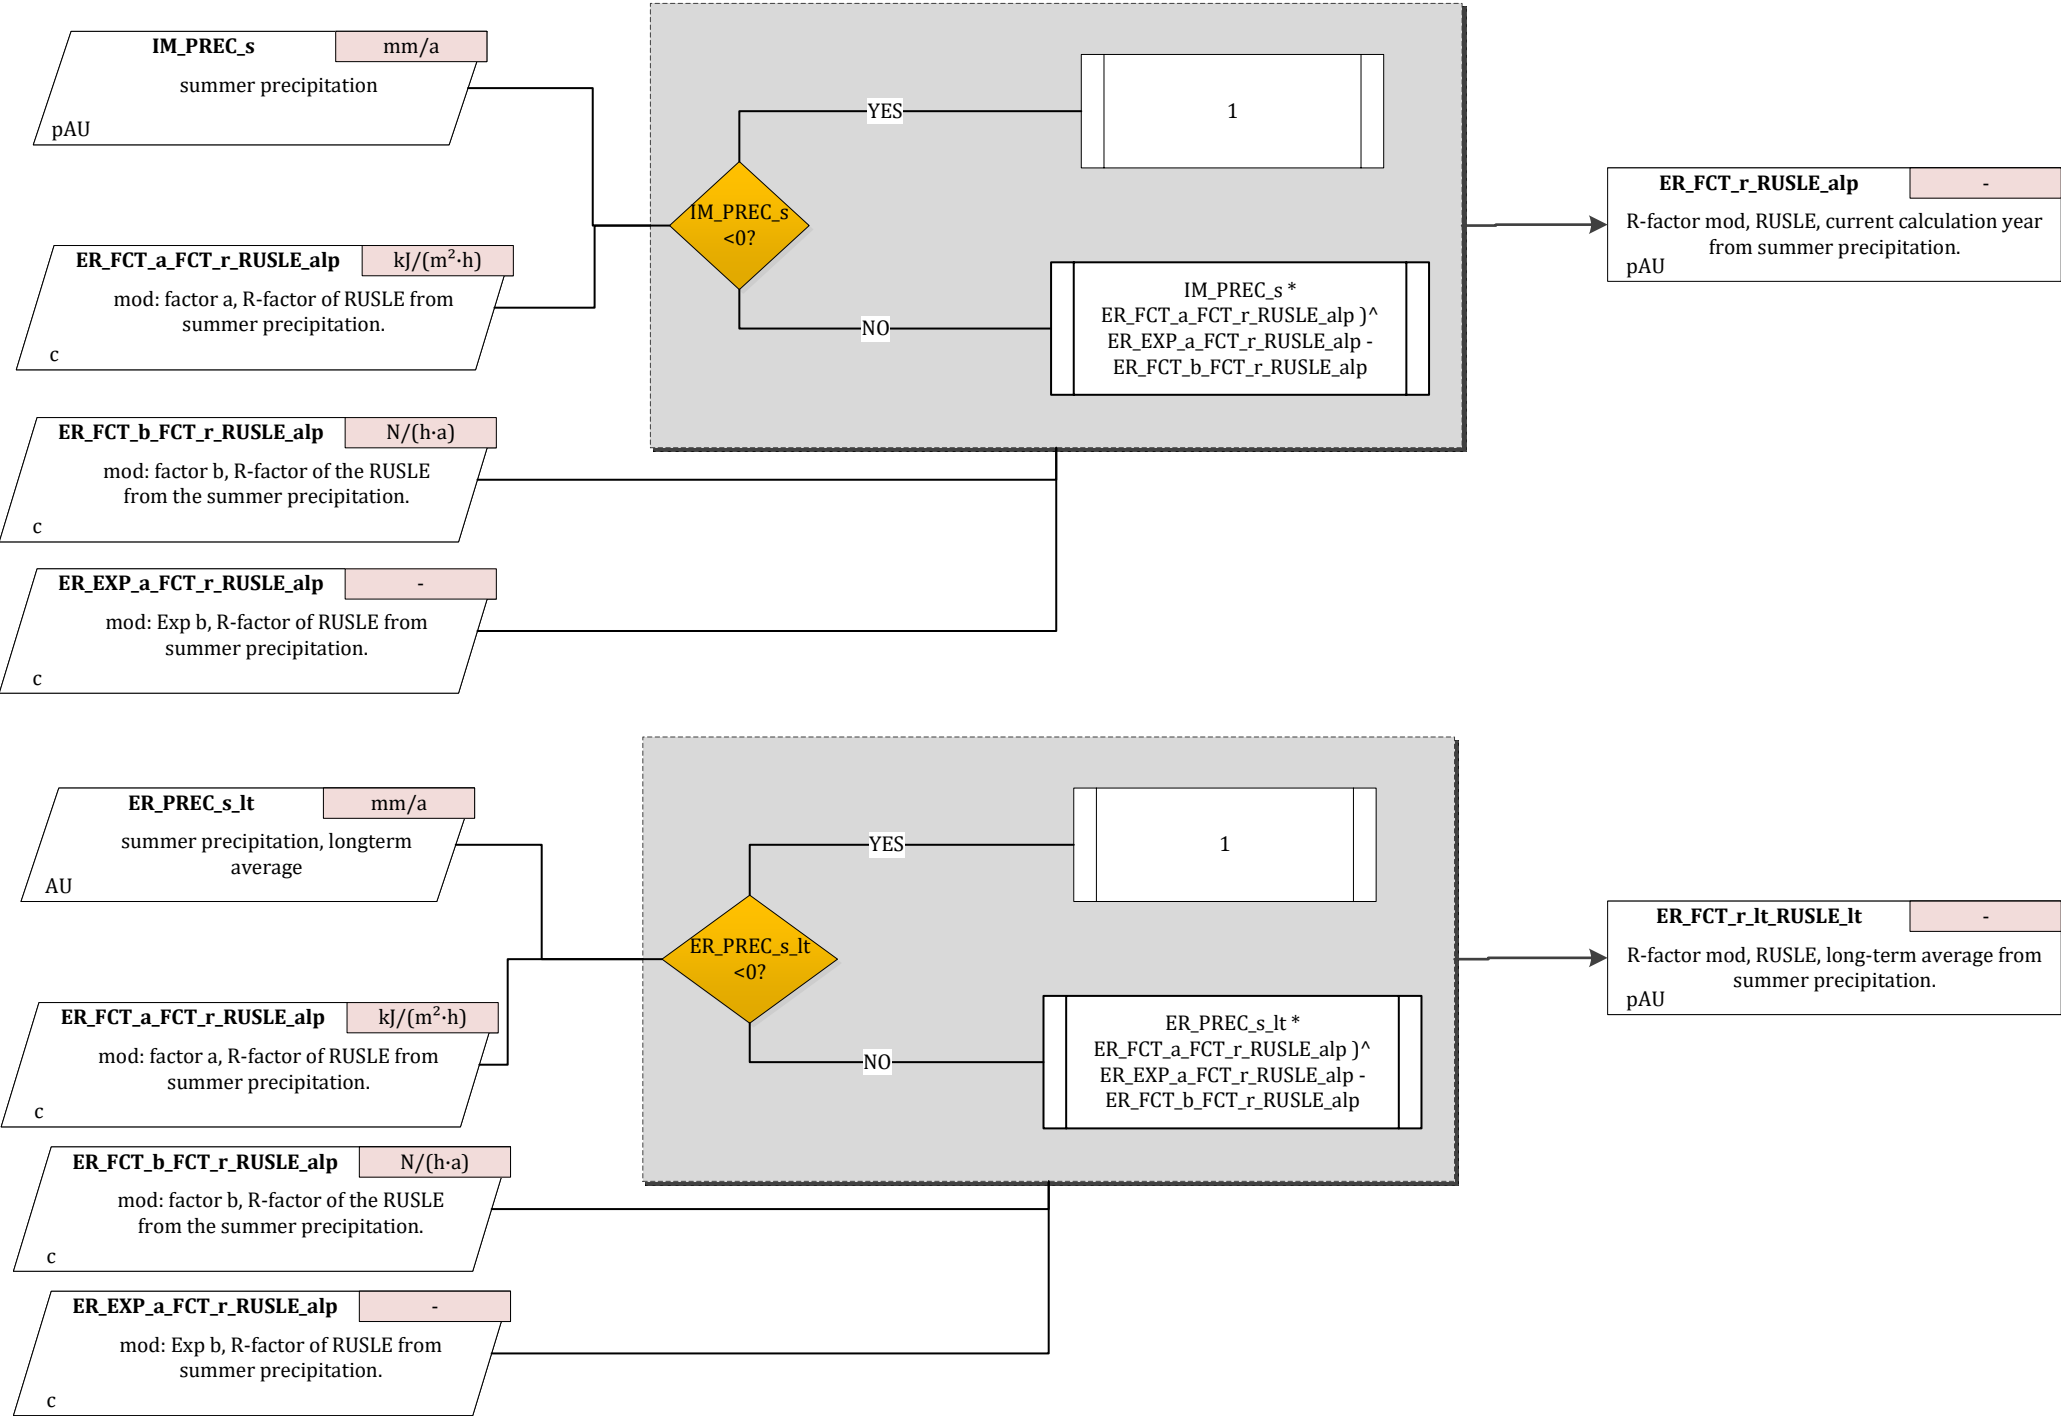 IM_PREC_s
mm/a
summer precipitation
pAU
ER_FCT_a_FCT_r_RUSLE_alp
kJ/(m²·h)
mod: factor a, R-factor of RUSLE from
summer precipitation.
c
ER_FCT_b_FCT_r_RUSLE_alp
N/(h·a)
mod: factor b, R-factor of the RUSLE
from the summer precipitation.
c
ER_EXP_a_FCT_r_RUSLE_alp
-
mod: Exp b, R-factor of RUSLE from
summer precipitation.
c
IM_PREC_s
<0?
YES
1
NO
IM_PREC_s *
ER_FCT_a_FCT_r_RUSLE_alp )^
ER_EXP_a_FCT_r_RUSLE_alp -
ER_FCT_b_FCT_r_RUSLE_alp
ER_FCT_r_RUSLE_alp
-
R-factor mod, RUSLE, current calculation year
from summer precipitation.
pAU
ER_PREC_s_lt
mm/a
summer precipitation, longterm
average
AU
ER_FCT_a_FCT_r_RUSLE_alp
kJ/(m²·h)
mod: factor a, R-factor of RUSLE from
summer precipitation.
c
ER_FCT_b_FCT_r_RUSLE_alp
N/(h·a)
mod: factor b, R-factor of the RUSLE
from the summer precipitation.
c
ER_EXP_a_FCT_r_RUSLE_alp
-
mod: Exp b, R-factor of RUSLE from
summer precipitation.
c
ER_PREC_s_lt
<0?
YES
1
NO
ER_PREC_s_lt *
ER_FCT_a_FCT_r_RUSLE_alp )^
ER_EXP_a_FCT_r_RUSLE_alp -
ER_FCT_b_FCT_r_RUSLE_alp
ER_FCT_r_lt_RUSLE_lt
-
R-factor mod, RUSLE, long-term average from
summer precipitation.
pAU